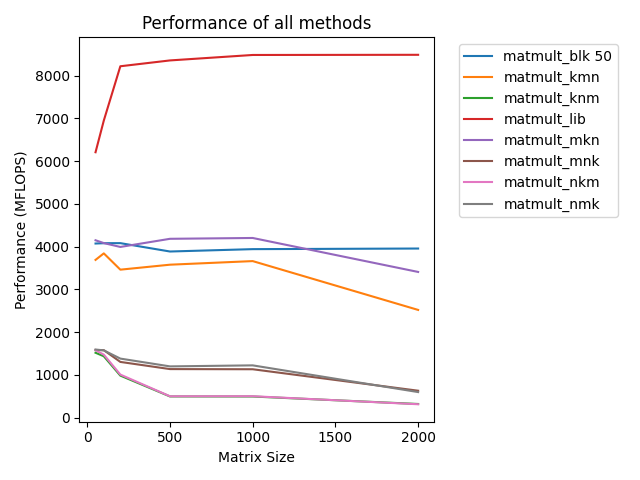 Performance of all methods
Performance (MFLOPS)
8000
7000
6000
5000
4000
3000
2000
1000
0
0
500
1000
1500
2000
Matrix Size
matmult_blk 50
matmult_kmn
matmult_knm
matmult_lib
matmult_mkn
matmult_mnk
matmult_nkm
matmult_nmk